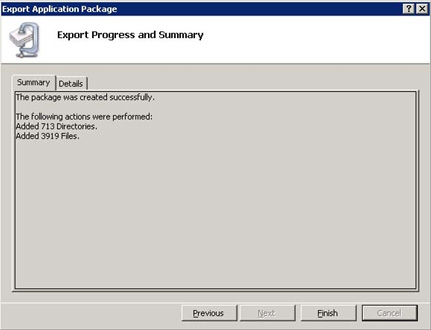 Export Application Package
Export Progress and Summary
Summary Details
The package was created successfully.
The following actions were performed:
Added 713 Directories.
Added 3919 Files.
Previous Next Finish Cancel